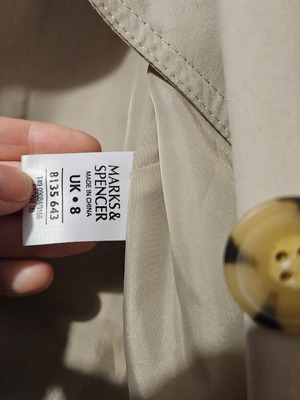 MARKS &
SPENCER
MADE IN CHINA
UK • 8
8135 643